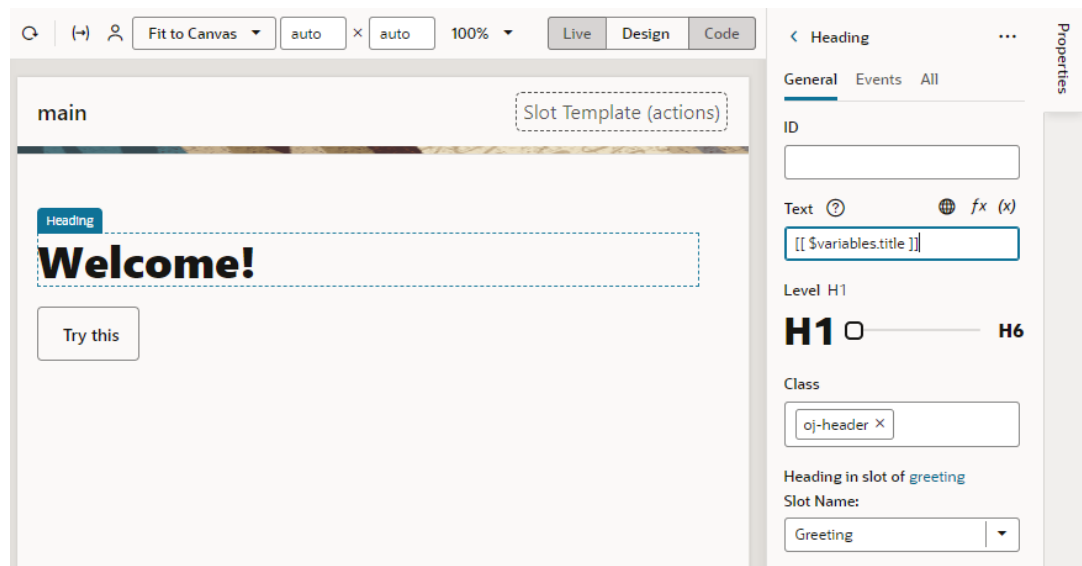 Fit to Canvas auto × auto 100% Live Design Code
main
Slot Template (actions)
Heading
Welcome!
Try this
Heading
General Events All
ID
Text ? fx (x)
[[ $variables.title ]]
Level H1
H1 H6
Class
oj-header ×
Heading in slot of greeting
Slot Name:
Greeting
Properties